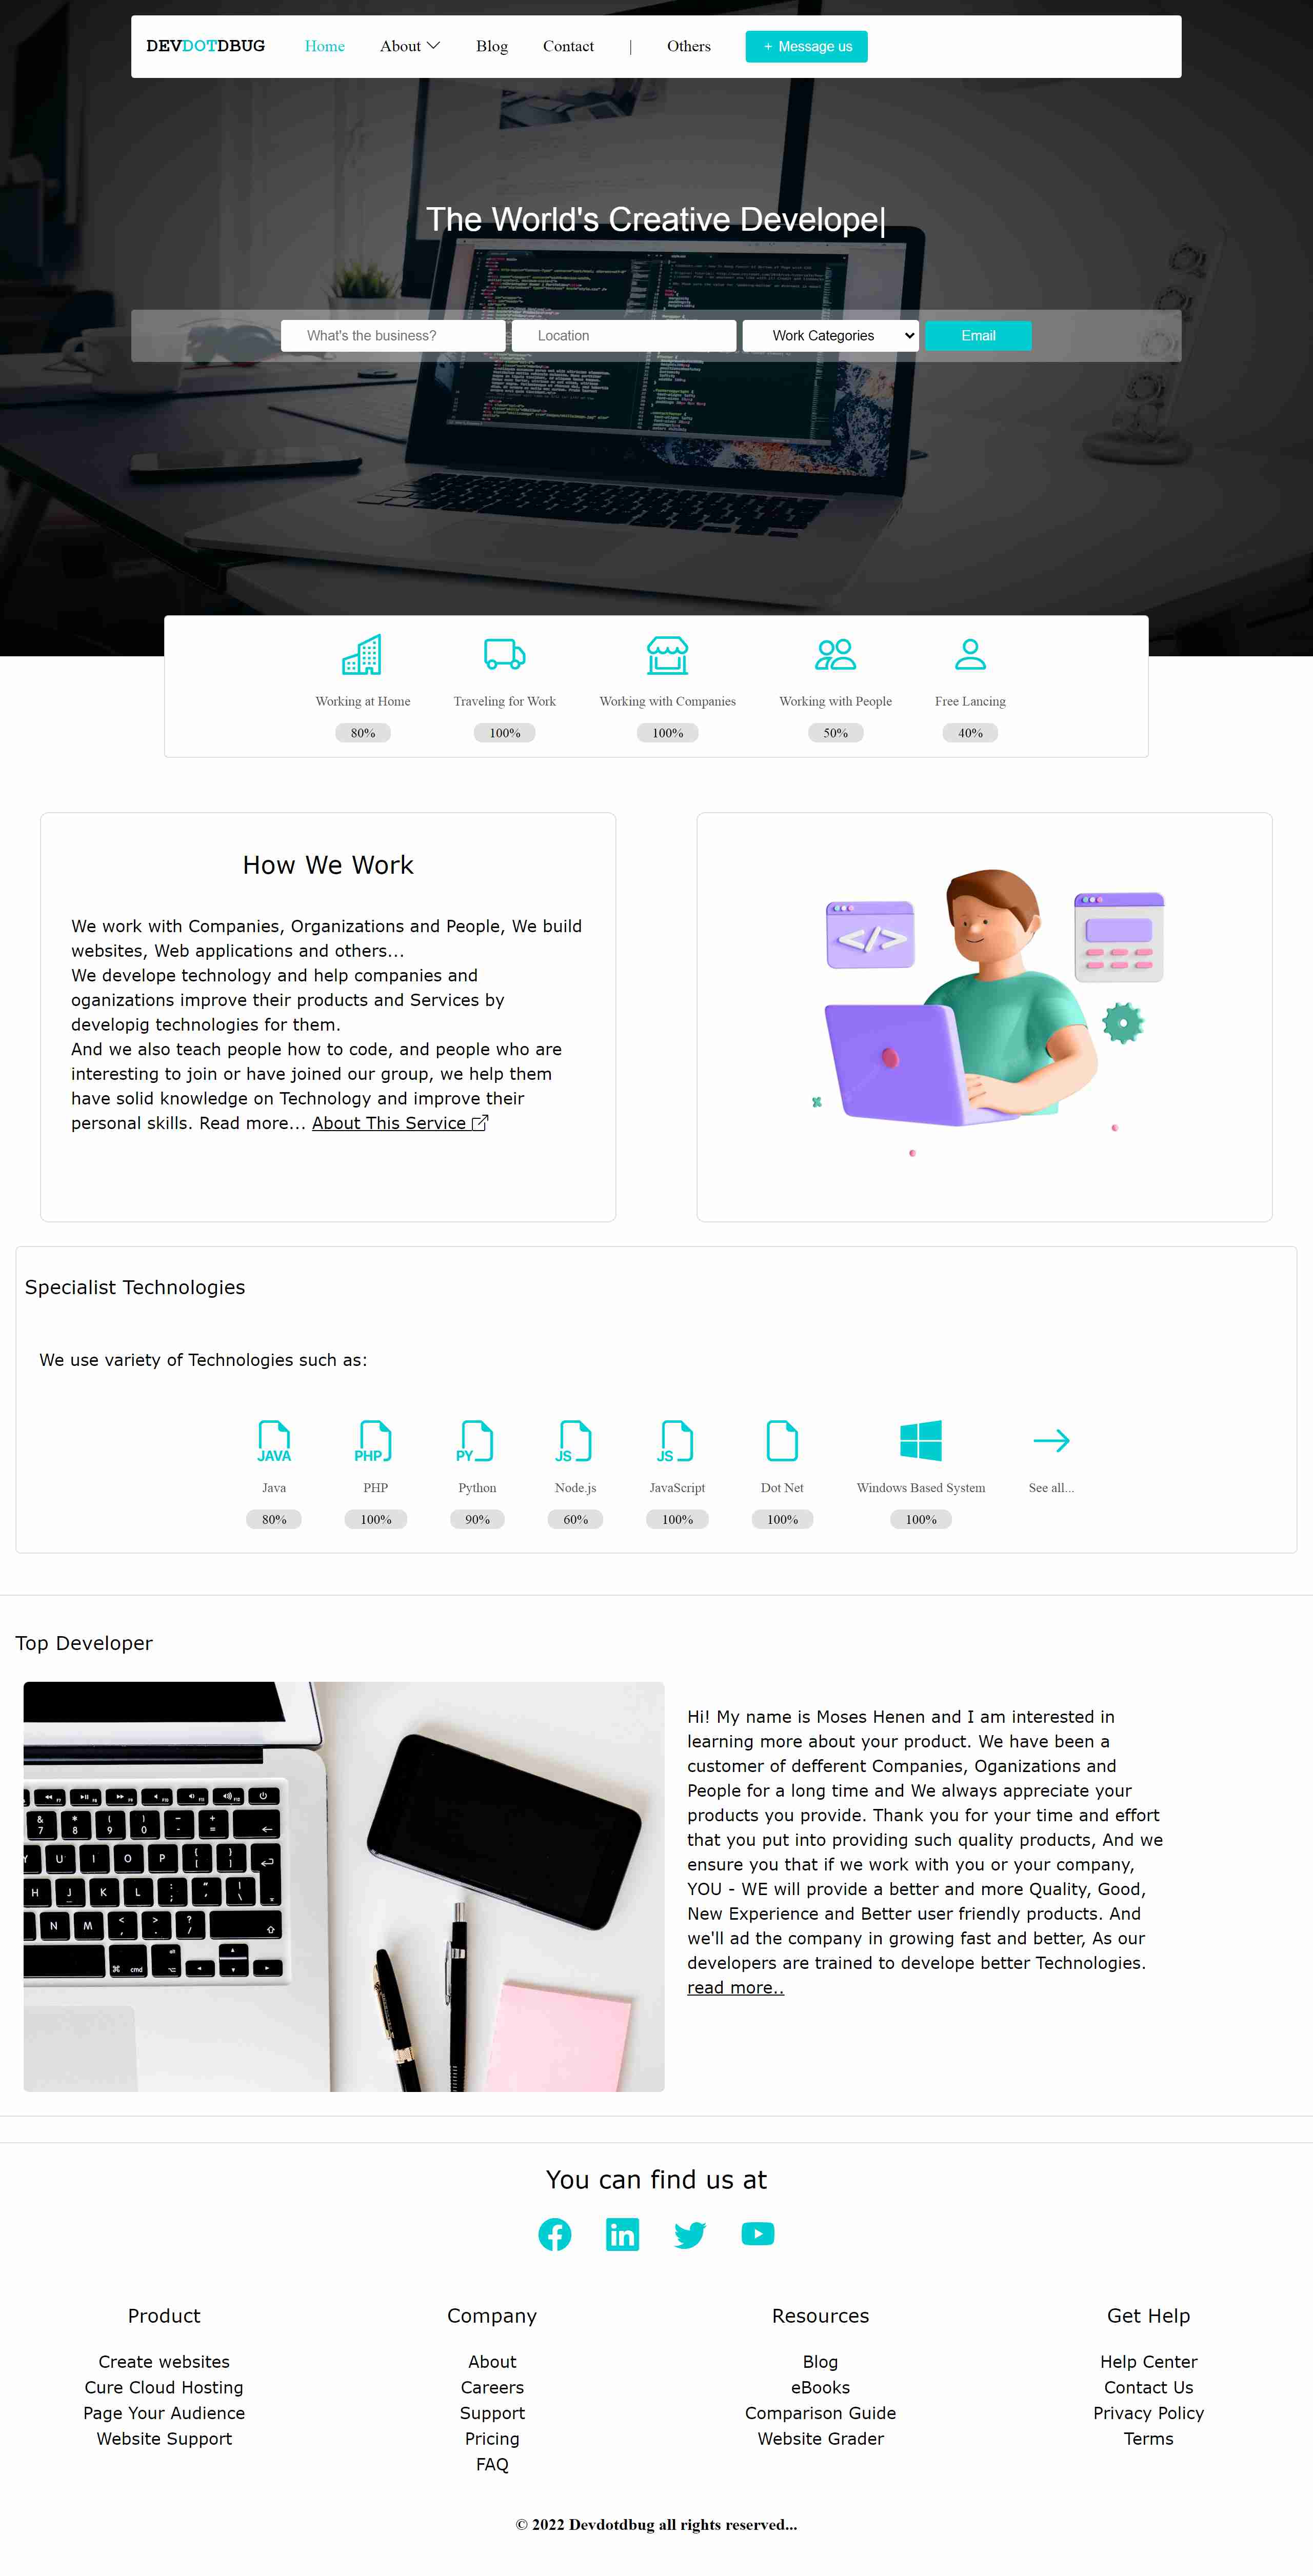 DEVDOTDBUG Home About Blog Contact | Others + Message us
The World's Creative Develope|
What's the business? Location Work Categories Email
Working at Home Traveling for Work Working with Companies Working with People Free Lancing
80% 100% 100% 50% 40%
How We Work
We work with Companies, Organizations and People, We build
websites, Web applications and others...
We develope technology and help companies and
oganizations improve their products and Services by
developig technologies for them.
And we also teach people how to code, and people who are
interesting to join or have joined our group, we help them
have solid knowledge on Technology and improve their
personal skills. Read more... About This Service
</>
Specialist Technologies
We use variety of Technologies such as:
JAVA PHP PY JS JS
Java PHP Python Node.js JavaScript Dot Net Windows Based System See all...
80% 100% 90% 60% 100% 100% 100%
Top Developer
Hi! My name is Moses Henen and I am interested in
learning more about your product. We have been a
customer of defferent Companies, Oganizations and
People for a long time and We always appreciate your
products you provide. Thank you for your time and effort
that you put into providing such quality products, And we
ensure you that if we work with you or your company,
YOU - WE will provide a better and more Quality, Good,
New Experience and Better user friendly products. And
we'll ad the company in growing fast and better, As our
developers are trained to develope better Technologies.
read more..
You can find us at
Product
Create websites
Cure Cloud Hosting
Page Your Audience
Website Support
Company
About
Careers
Support
Pricing
FAQ
Resources
Blog
eBooks
Comparison Guide
Website Grader
Get Help
Help Center
Contact Us
Privacy Policy
Terms
© 2022 Devdotdbug all rights reserved...